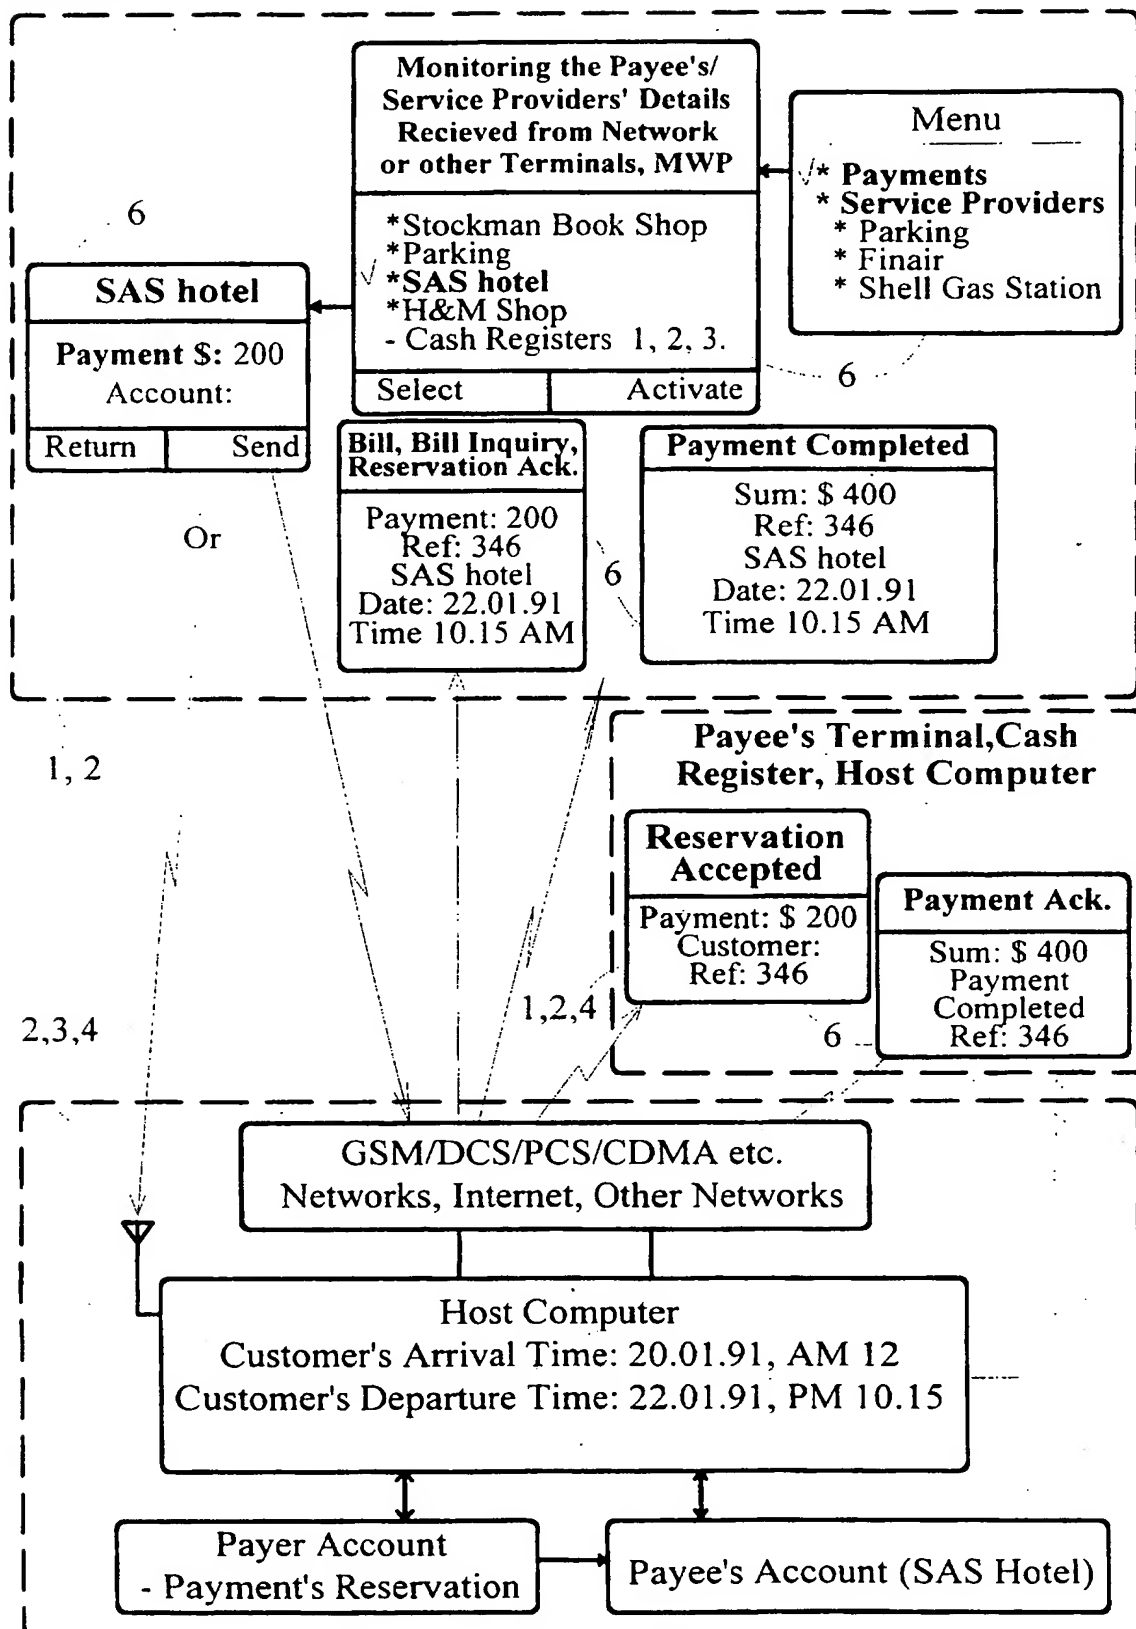 Monitoring the Payee's/
Service Providers' Details
Recieved from Network
or other Terminals, MWP
*Stockman Book Shop
*Parking
*SAS hotel
*H&M Shop
- Cash Registers 1, 2, 3.
Select Activate
Menu
* Payments
* Service Providers
* Parking
* Finair
* Shell Gas Station
6
6
SAS hotel
Payment $: 200
Account:
Return Send
Or
Bill, Bill Inquiry,
Reservation Ack.
Payment: 200
Ref: 346
SAS hotel
Date: 22.01.91
Time 10.15 AM
6
Payment Completed
Sum: $ 400
Ref: 346
SAS hotel
Date: 22.01.91
Time 10.15 AM
1, 2
Payee's Terminal,Cash
Register, Host Computer
Reservation
Accepted
Payment: $ 200
Customer:
Ref: 346
Payment Ack.
Sum: $ 400
Payment
Completed
Ref: 346
1,2,4
6
2,3,4
GSM/DCS/PCS/CDMA etc.
Networks, Internet, Other Networks
Host Computer
Customer's Arrival Time: 20.01.91, AM 12
Customer's Departure Time: 22.01.91, PM 10.15
Payer Account
- Payment's Reservation
Payee's Account (SAS Hotel)